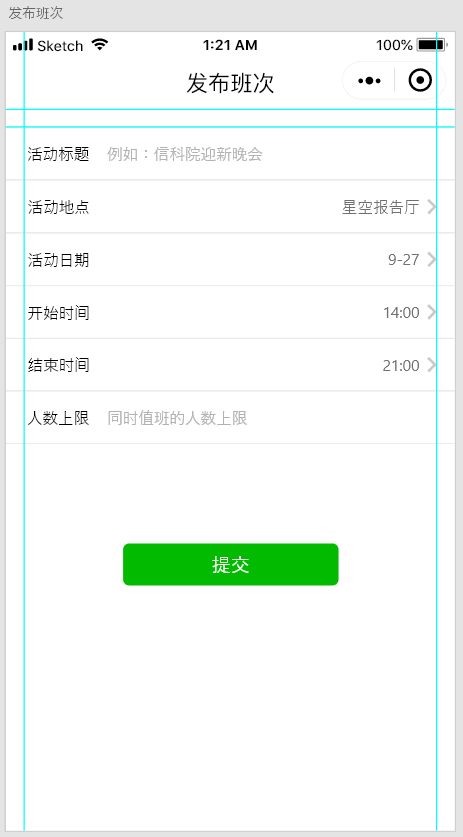 发布班次
Sketch 1:21 AM 100%
发布班次
活动标题 例如：信科院迎新晚会
活动地点 星空报告厅
活动日期 9-27
开始时间 14:00
结束时间 21:00
人数上限 同时值班的人数上限
提交